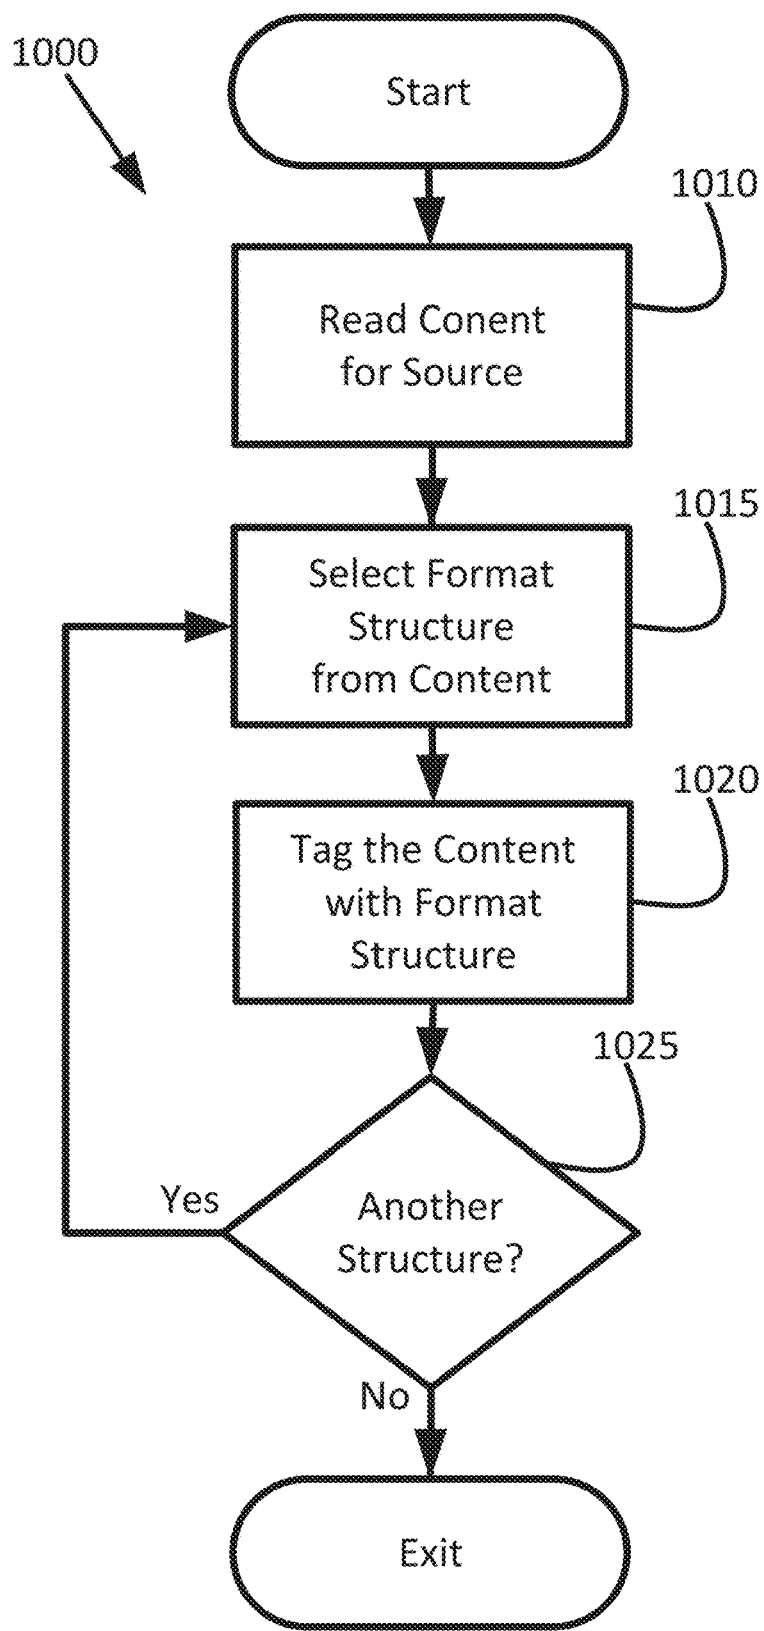 1000
Start
1010
Read Conent
for Source
1015
Select Format
Structure
from Content
1020
Tag the Content
with Format
Structure
1025
Yes
Another
Structure?
No
Exit